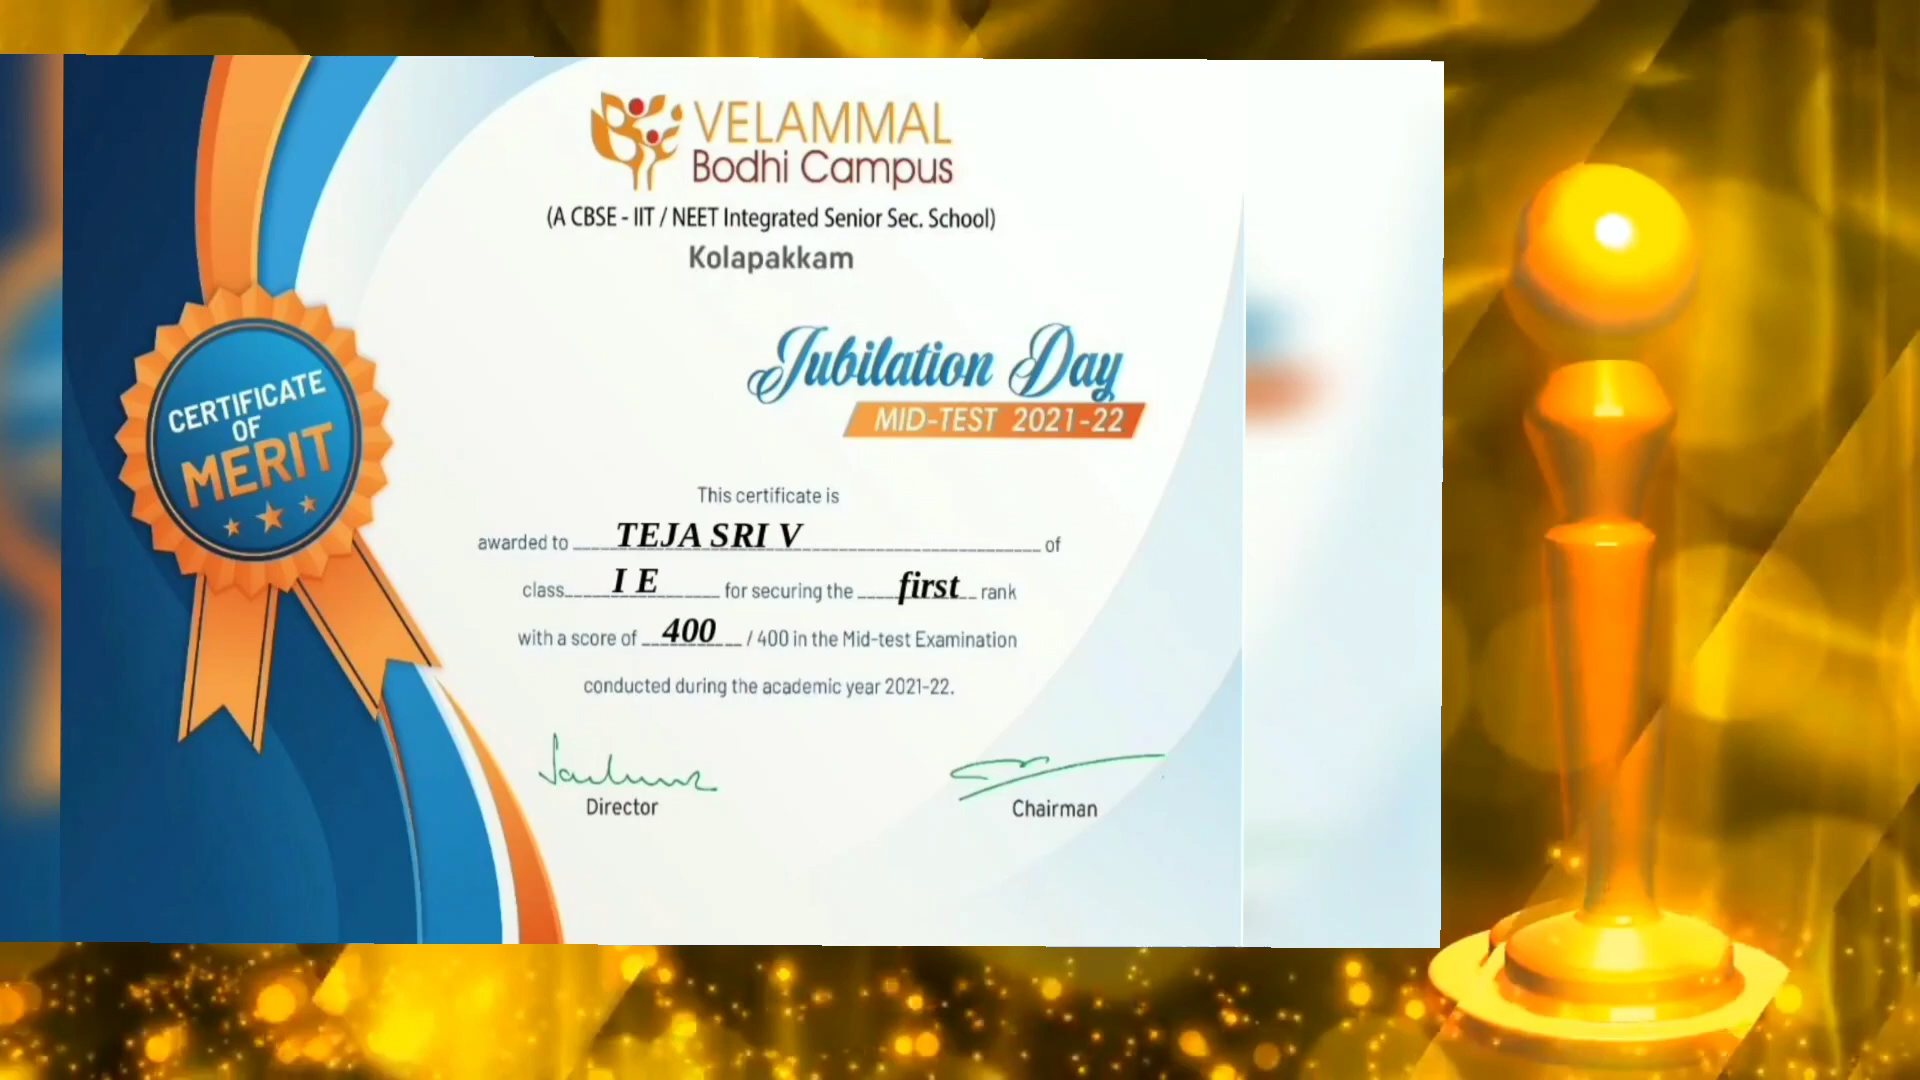 VELAMMAL
Bodhi Campus
(A CBSE - IIT / NEET Integrated Senior Sec. School)
Kolapakkam
Jubilation Day
MID-TEST 2021-22
CERTIFICATE
OF
MERIT
This certificate is
awarded to TEJA SRI V of
class I E for securing the first rank
with a score of 400 / 400 in the Mid-test Examination
conducted during the academic year 2021-22.
Director
Chairman